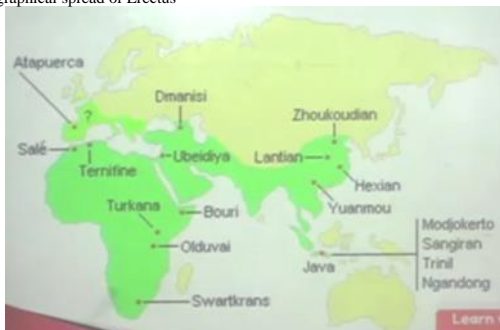 graphical spread of Erectus
Atapuerca
Dmanisi
?
Zhoukoudian
Salé
Ubeidiya
Lantian
Ternifine
Hexian
Turkana
Bouri
Yuanmou
Olduvai
Modjokerto
Sangiran
Trinil
Ngandong
Java
Swartkrans
Learn